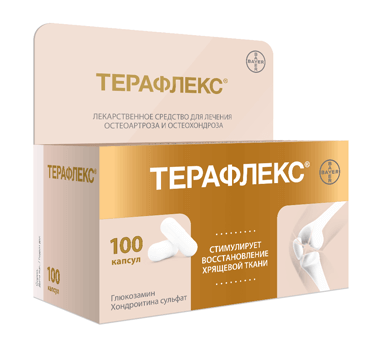 ТЕРАФЛЕКС®
BAYER
ЛЕКАРСТВЕННОЕ СРЕДСТВО ДЛЯ ЛЕЧЕНИЯ
ОСТЕОАРТРОЗА И ОСТЕОХОНДРОЗА
ТЕРАФЛЕКС®
BAYER
100
капсул
СТИМУЛИРУЕТ
ВОССТАНОВЛЕНИЕ
ХРЯЩЕВОЙ ТКАНИ
Глюкозамин
Хондроитина сульфат
100
капсул